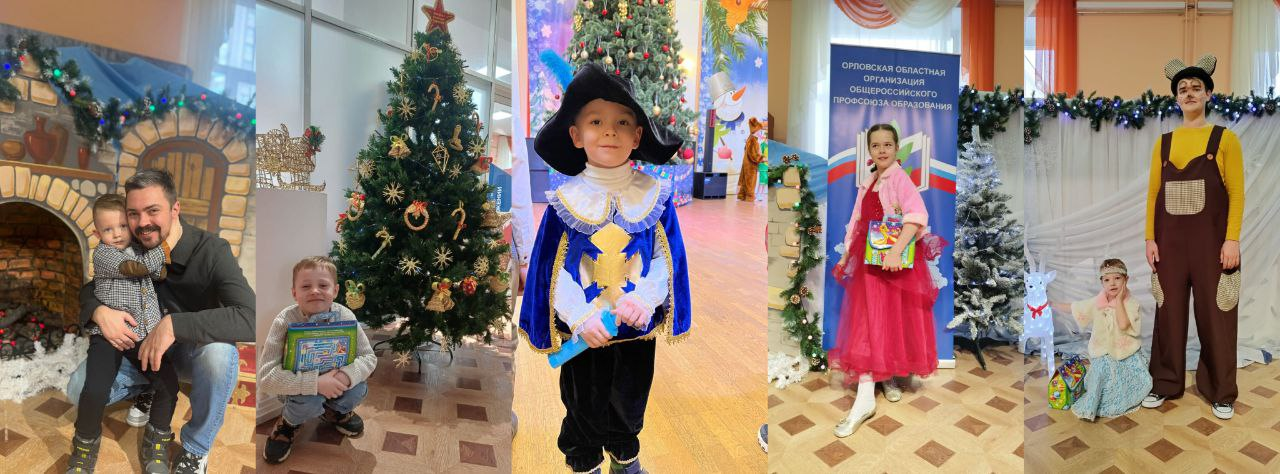 ОРЛОВСКАЯ ОБЛАСТНАЯ
ОРГАНИЗАЦИЯ
ОБЩЕРОССИЙСКОГО
ПРОФСОЮЗА ОБРАЗОВАНИЯ